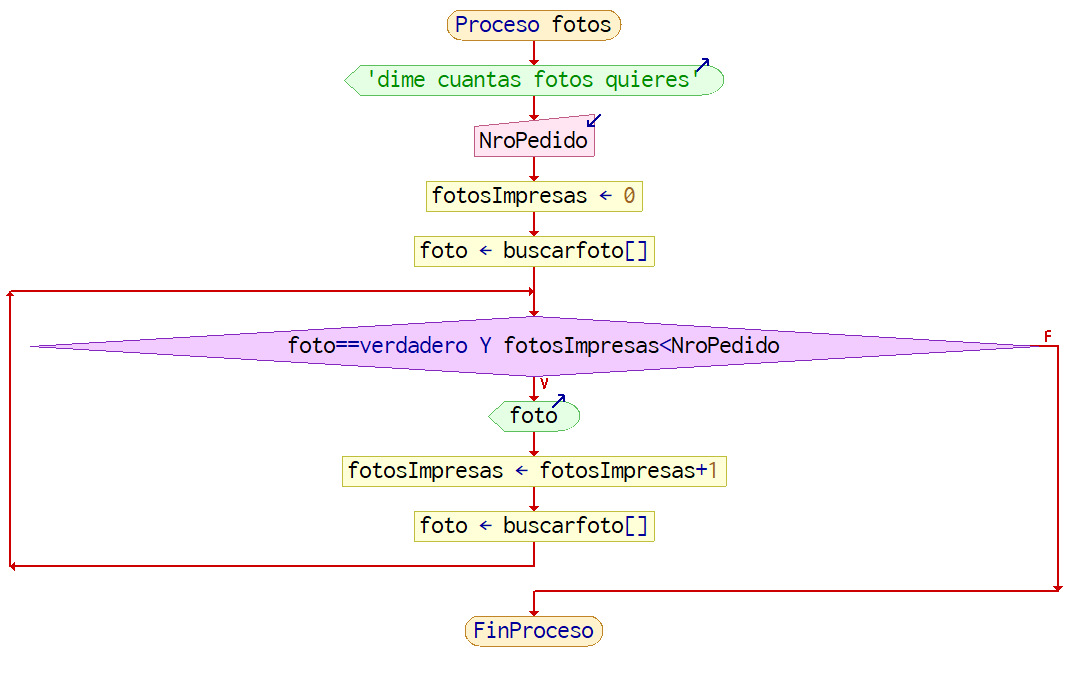 Proceso fotos
'dime cuantas fotos quieres'
NroPedido
fotosImpresas ← 0
foto ← buscarfoto[]
foto==verdadero Y fotosImpresas<NroPedido
F
V
foto
fotosImpresas ← fotosImpresas+1
foto ← buscarfoto[]
FinProceso